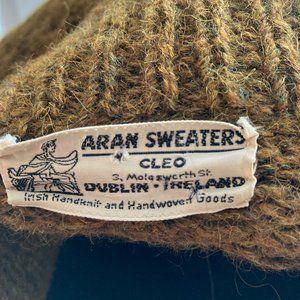 ARAN SWEATERS
CLEO
3, Molesworth St.
DUBLIN · IRELAND
Irish Handknit and Handwoven Goods